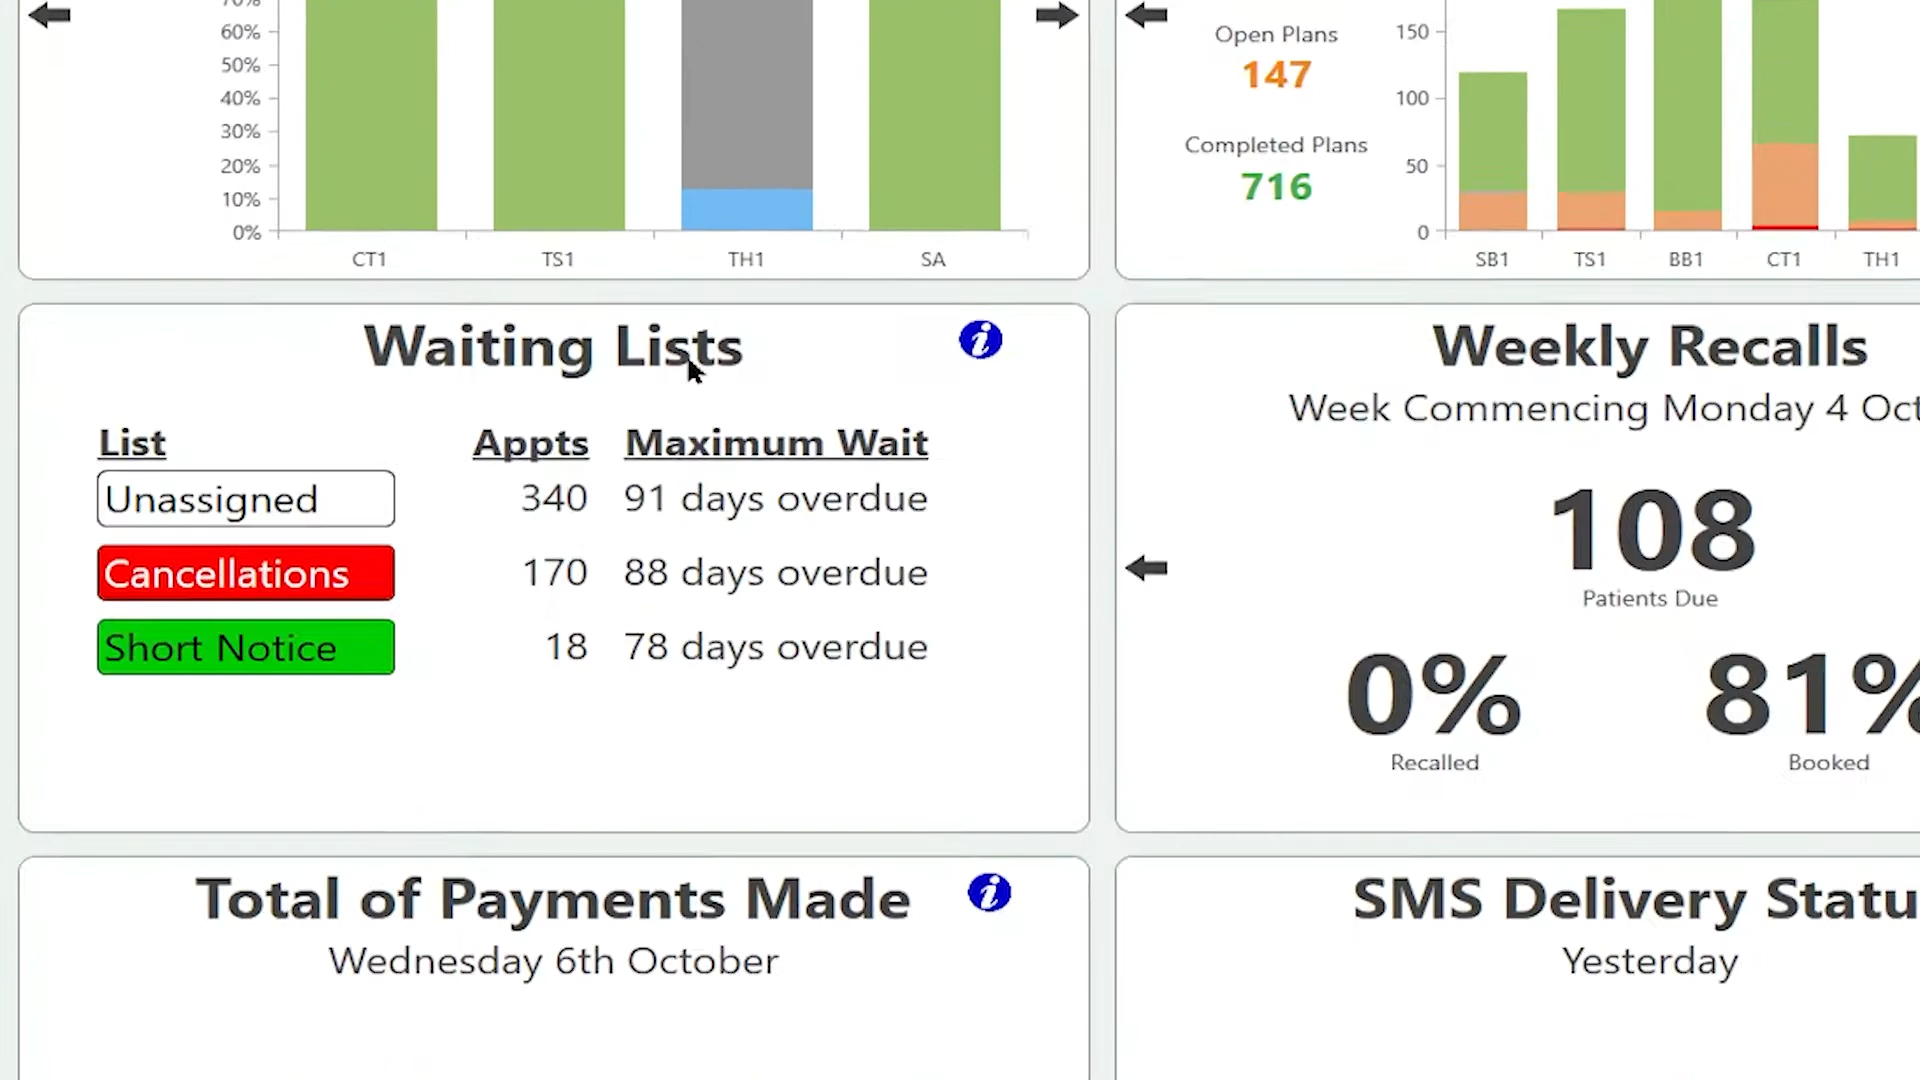 70%
60%
50%
40%
30%
20%
10%
0%
CT1 TS1 TH1 SA
Open Plans
147
Completed Plans
716
150
100
50
0
SB1 TS1 BB1 CT1 TH1
Waiting Lists
List Appts Maximum Wait
Unassigned 340 91 days overdue
Cancellations 170 88 days overdue
Short Notice 18 78 days overdue
Weekly Recalls
Week Commencing Monday 4 Oct
108
Patients Due
0% 81%
Recalled Booked
Total of Payments Made
Wednesday 6th October
SMS Delivery Statu
Yesterday